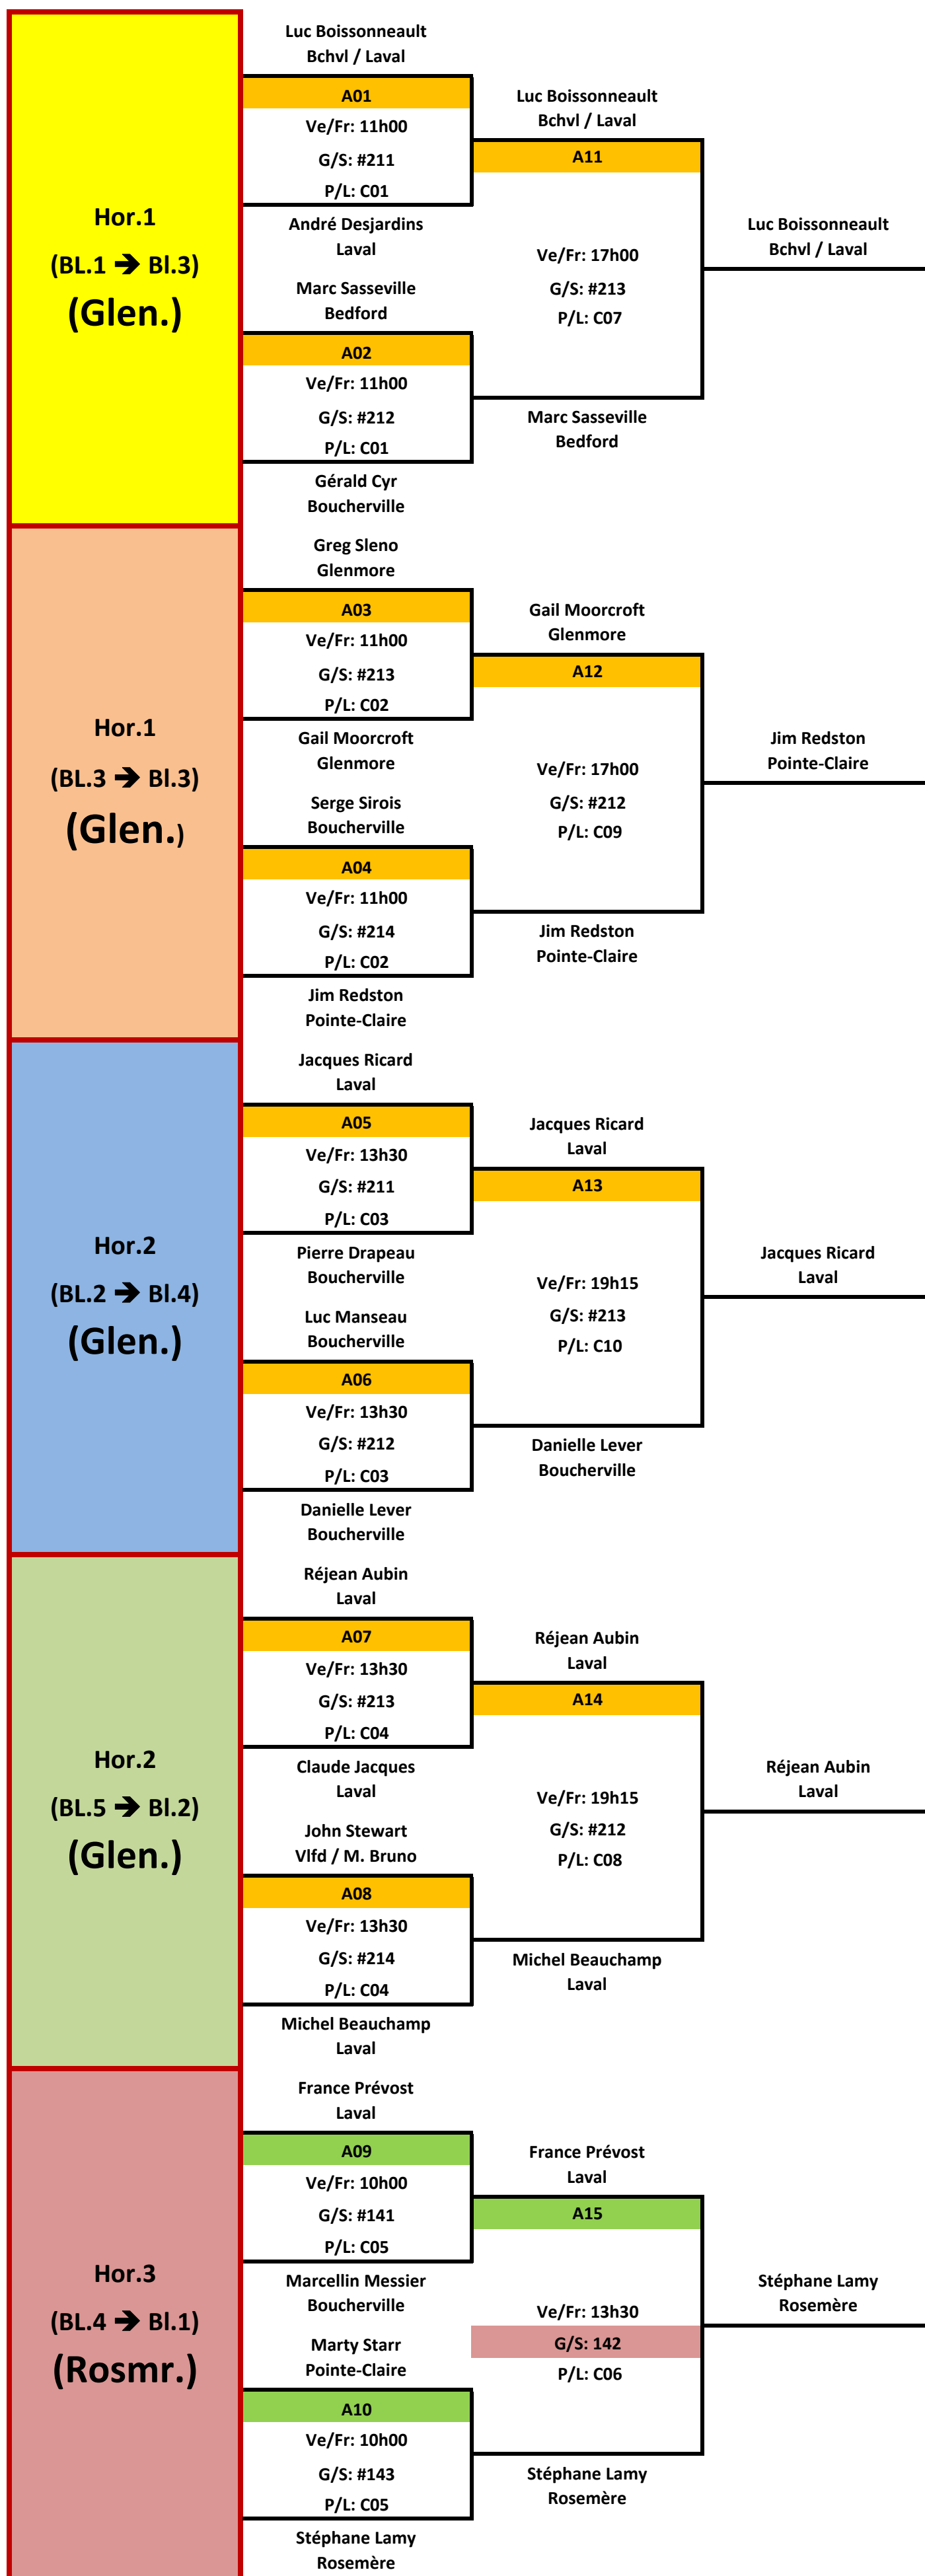 Hor.1
(BL.1 ➔ Bl.3)
(Glen.)
Luc Boissonneault
Bchvl / Laval
A01
Ve/Fr: 11h00
G/S: #211
P/L: C01
André Desjardins
Laval
Marc Sasseville
Bedford
A02
Ve/Fr: 11h00
G/S: #212
P/L: C01
Gérald Cyr
Boucherville
Luc Boissonneault
Bchvl / Laval
A11
Ve/Fr: 17h00
G/S: #213
P/L: C07
Marc Sasseville
Bedford
Luc Boissonneault
Bchvl / Laval
Hor.1
(BL.3 ➔ Bl.3)
(Glen.)
Greg Sleno
Glenmore
A03
Ve/Fr: 11h00
G/S: #213
P/L: C02
Gail Moorcroft
Glenmore
Serge Sirois
Boucherville
A04
Ve/Fr: 11h00
G/S: #214
P/L: C02
Jim Redston
Pointe-Claire
Gail Moorcroft
Glenmore
A12
Ve/Fr: 17h00
G/S: #212
P/L: C09
Jim Redston
Pointe-Claire
Jim Redston
Pointe-Claire
Hor.2
(BL.2 ➔ Bl.4)
(Glen.)
Jacques Ricard
Laval
A05
Ve/Fr: 13h30
G/S: #211
P/L: C03
Pierre Drapeau
Boucherville
Luc Manseau
Boucherville
A06
Ve/Fr: 13h30
G/S: #212
P/L: C03
Danielle Lever
Boucherville
Jacques Ricard
Laval
A13
Ve/Fr: 19h15
G/S: #213
P/L: C10
Danielle Lever
Boucherville
Jacques Ricard
Laval
Hor.2
(BL.5 ➔ Bl.2)
(Glen.)
Réjean Aubin
Laval
A07
Ve/Fr: 13h30
G/S: #213
P/L: C04
Claude Jacques
Laval
John Stewart
Vlfd / M. Bruno
A08
Ve/Fr: 13h30
G/S: #214
P/L: C04
Michel Beauchamp
Laval
Réjean Aubin
Laval
A14
Ve/Fr: 19h15
G/S: #212
P/L: C08
Michel Beauchamp
Laval
Réjean Aubin
Laval
Hor.3
(BL.4 ➔ Bl.1)
(Rosmr.)
France Prévost
Laval
A09
Ve/Fr: 10h00
G/S: #141
P/L: C05
Marcellin Messier
Boucherville
Marty Starr
Pointe-Claire
A10
Ve/Fr: 10h00
G/S: #143
P/L: C05
Stéphane Lamy
Rosemère
France Prévost
Laval
A15
Ve/Fr: 13h30
G/S: 142
P/L: C06
Stéphane Lamy
Rosemère
Stéphane Lamy
Rosemère